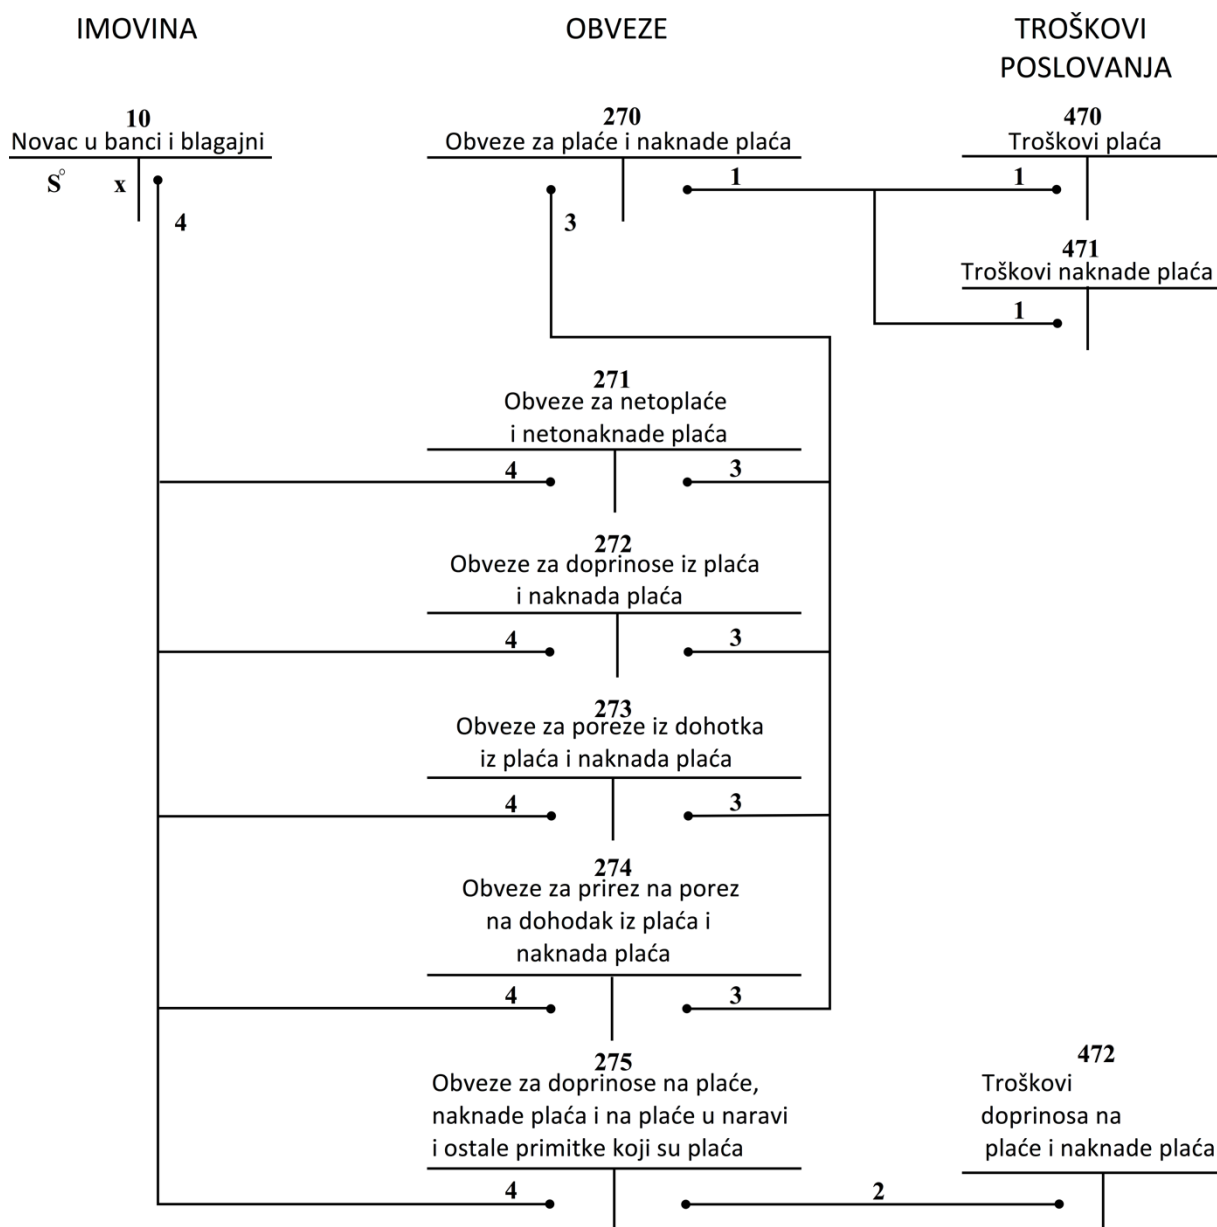 IMOVINA
OBVEZE
TROŠKOVI
POSLOVANJA
10
Novac u banci i blagajni
S° x
4
270
Obveze za plaće i naknade plaća
3
1
470
Troškovi plaća
1
471
Troškovi naknade plaća
1
271
Obveze za netoplaće
i netonaknade plaća
4
3
272
Obveze za doprinose iz plaća
i naknada plaća
4
3
273
Obveze za poreze iz dohotka
iz plaća i naknada plaća
4
3
274
Obveze za prirez na porez
na dohodak iz plaća i
naknada plaća
4
3
275
Obveze za doprinose na plaće,
naknade plaća i na plaće u naravi
i ostale primitke koji su plaća
4
2
472
Troškovi
doprinosa na
plaće i naknade plaća